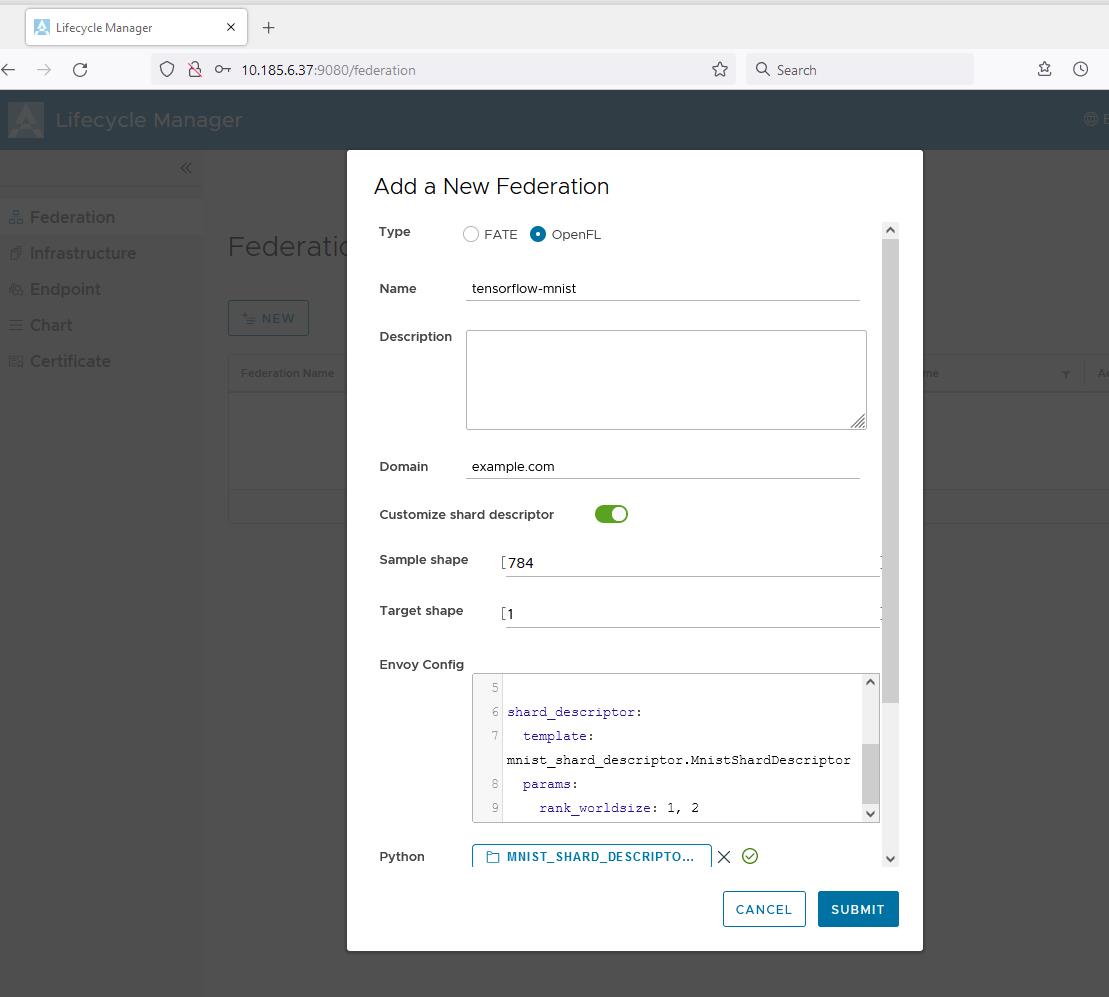 Lifecycle Manager
10.185.6.37:9080/federation
Search
Lifecycle Manager
Federation
Infrastructure
Endpoint
Chart
Certificate
NEW
Federation Name
Add a New Federation
Type
FATE
OpenFL
Name
tensorflow-mnist
Description
Domain
example.com
Customize shard descriptor
Sample shape
[784
Target shape
[1
Envoy Config
5
6 shard_descriptor:
7 template:
mnist_shard_descriptor.MnistShardDescriptor
8 params:
9 rank_worldsize: 1, 2
Python
MNIST_SHARD_DESCRIPTO...
CANCEL
SUBMIT